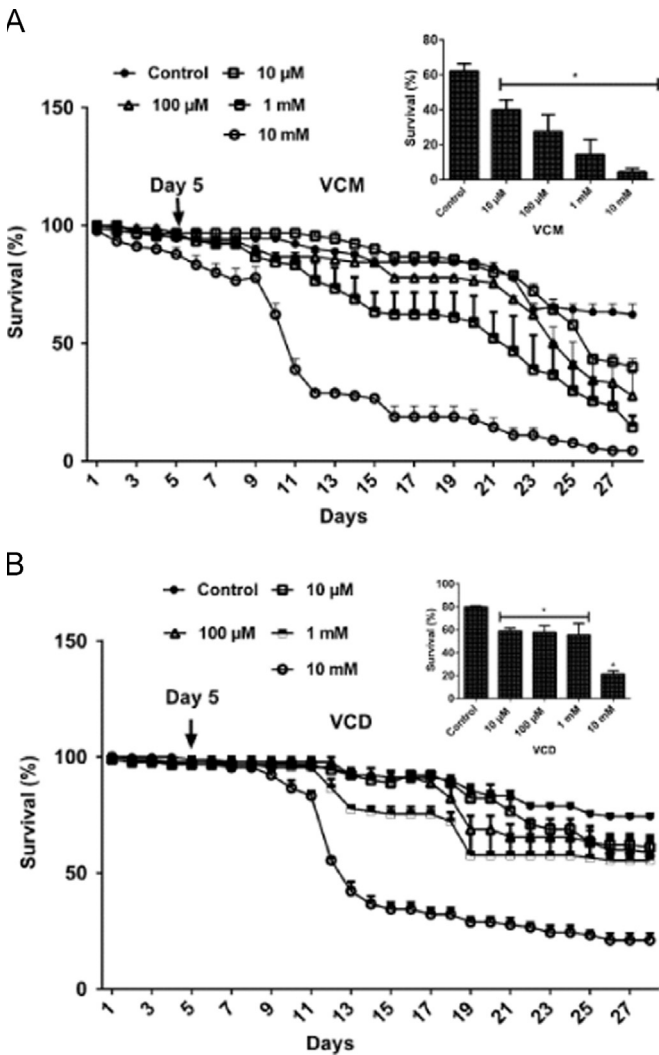 A
Control 10 µM
100 µM 1 mM
10 mM
Day 5
VCM
Survival (%)
150
100
50
0
1 3 5 7 9 11 13 15 17 19 21 23 25 27
Days
Survival (%)
80
60
40
20
0
*
Control 10 µM 100 µM 1 mM 10 mM
VCM
B
Control 10 µM
100 µM 1 mM
10 mM
Day 5
VCD
Survival (%)
150
100
50
0
1 3 5 7 9 11 13 15 17 19 21 23 25 27
Days
Survival (%)
100
80
60
40
20
0
*
*
Control 10 µM 100 µM 1 mM 10 mM
VCD